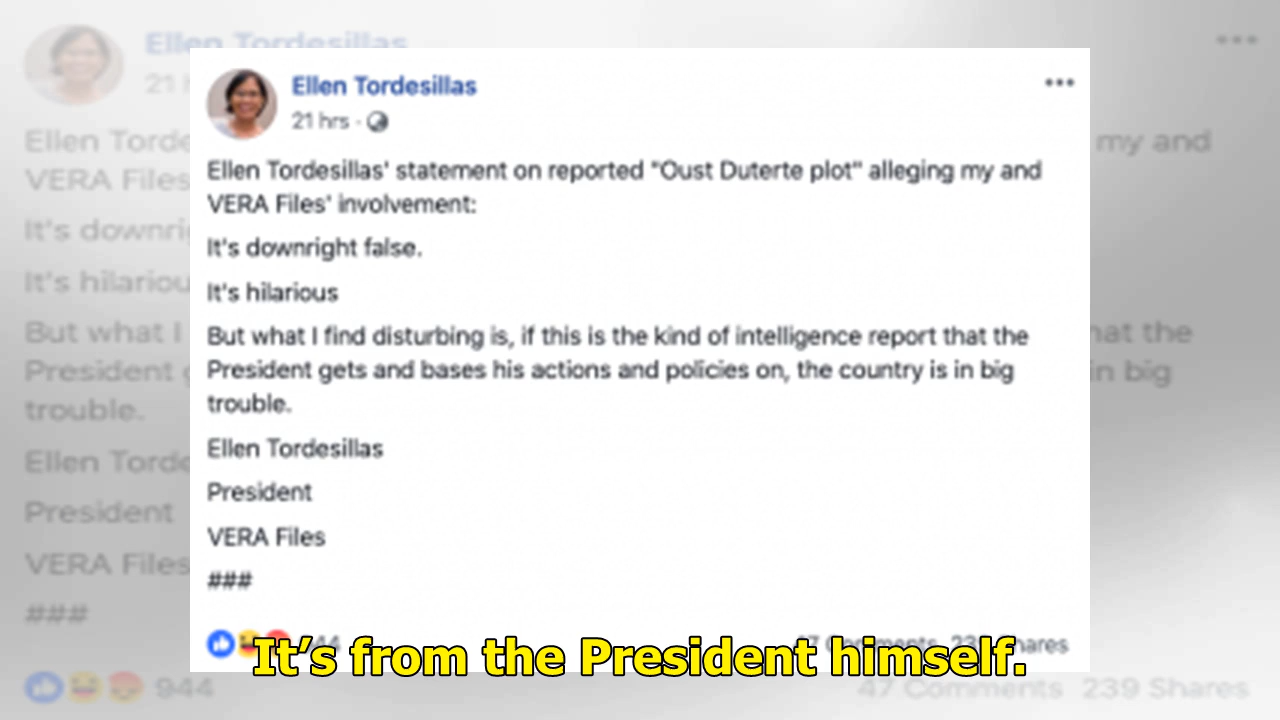 Ellen Tordesillas
21 hrs ·
Ellen Tordesillas' statement on reported "Oust Duterte plot" alleging my and
VERA Files' involvement:
It's downright false.
It's hilarious
But what I find disturbing is, if this is the kind of intelligence report that the
President gets and bases his actions and policies on, the country is in big
trouble.
Ellen Tordesillas
President
VERA Files
###
944
47 Comments 239 Shares
It's from the President himself.